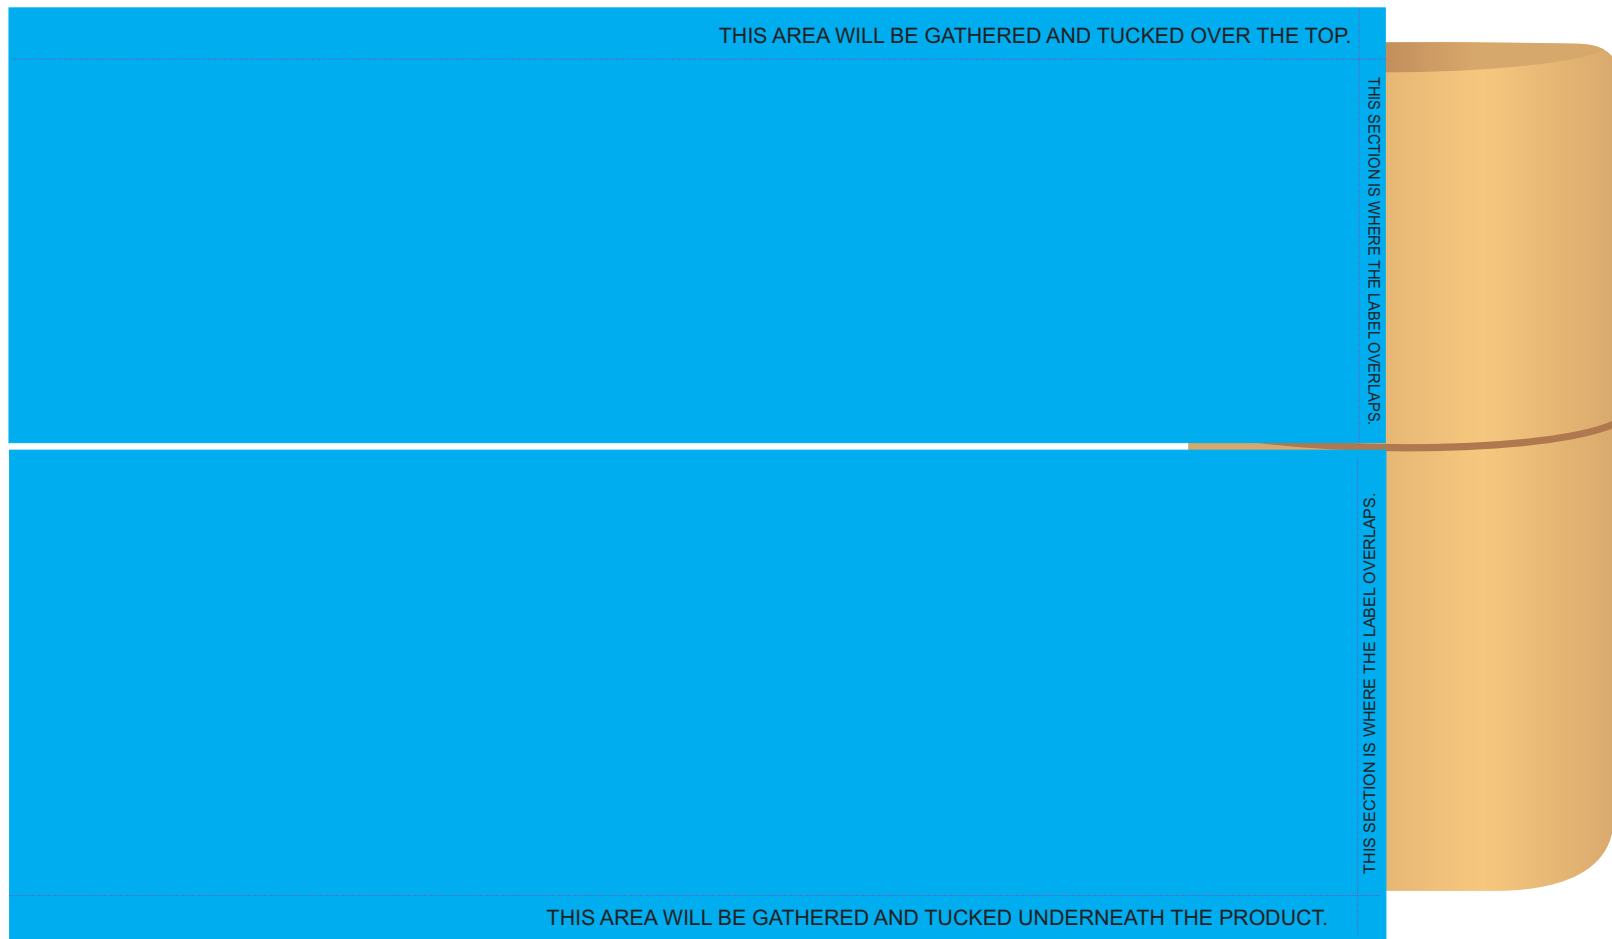 THIS AREA WILL BE GATHERED AND TUCKED OVER THE TOP.
THIS SECTION IS WHERE THE LABEL OVERLAPS.
THIS SECTION IS WHERE THE LABEL OVERLAPS.
THIS AREA WILL BE GATHERED AND TUCKED UNDERNEATH THE PRODUCT.